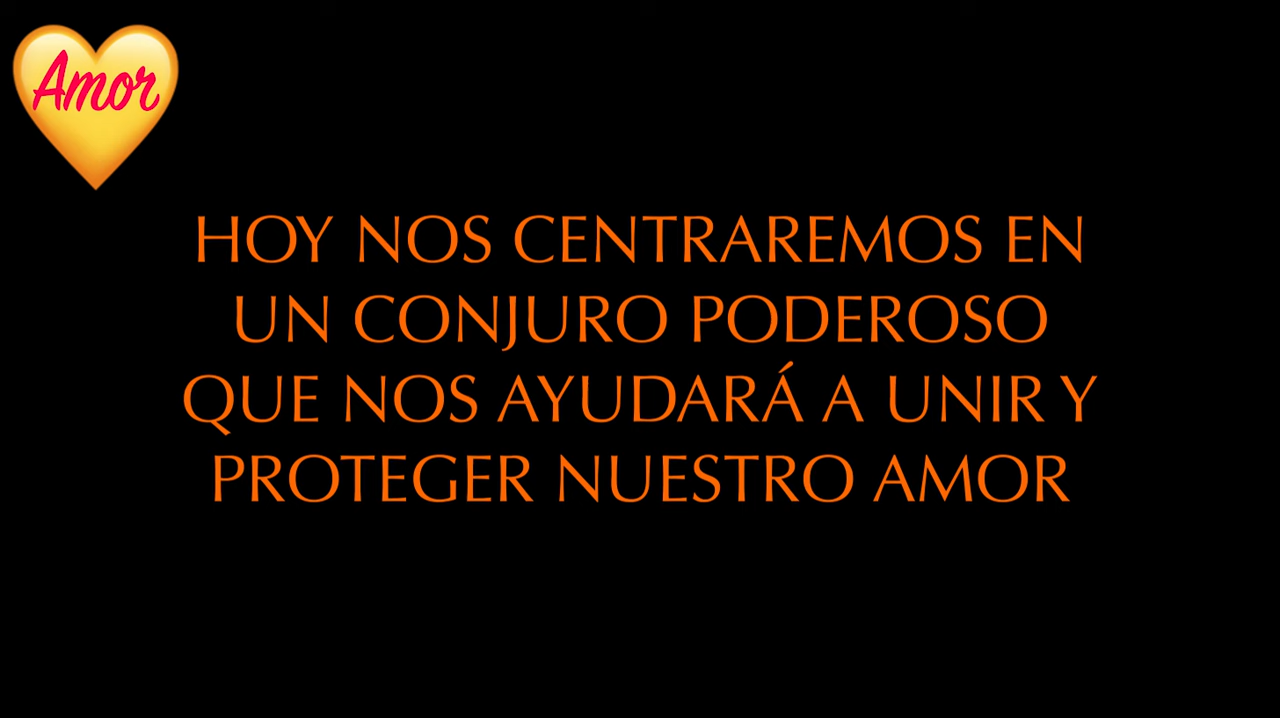 Amor
HOY NOS CENTRAREMOS EN
UN CONJURO PODEROSO
QUE NOS AYUDARÁ A UNIR Y
PROTEGER NUESTRO AMOR